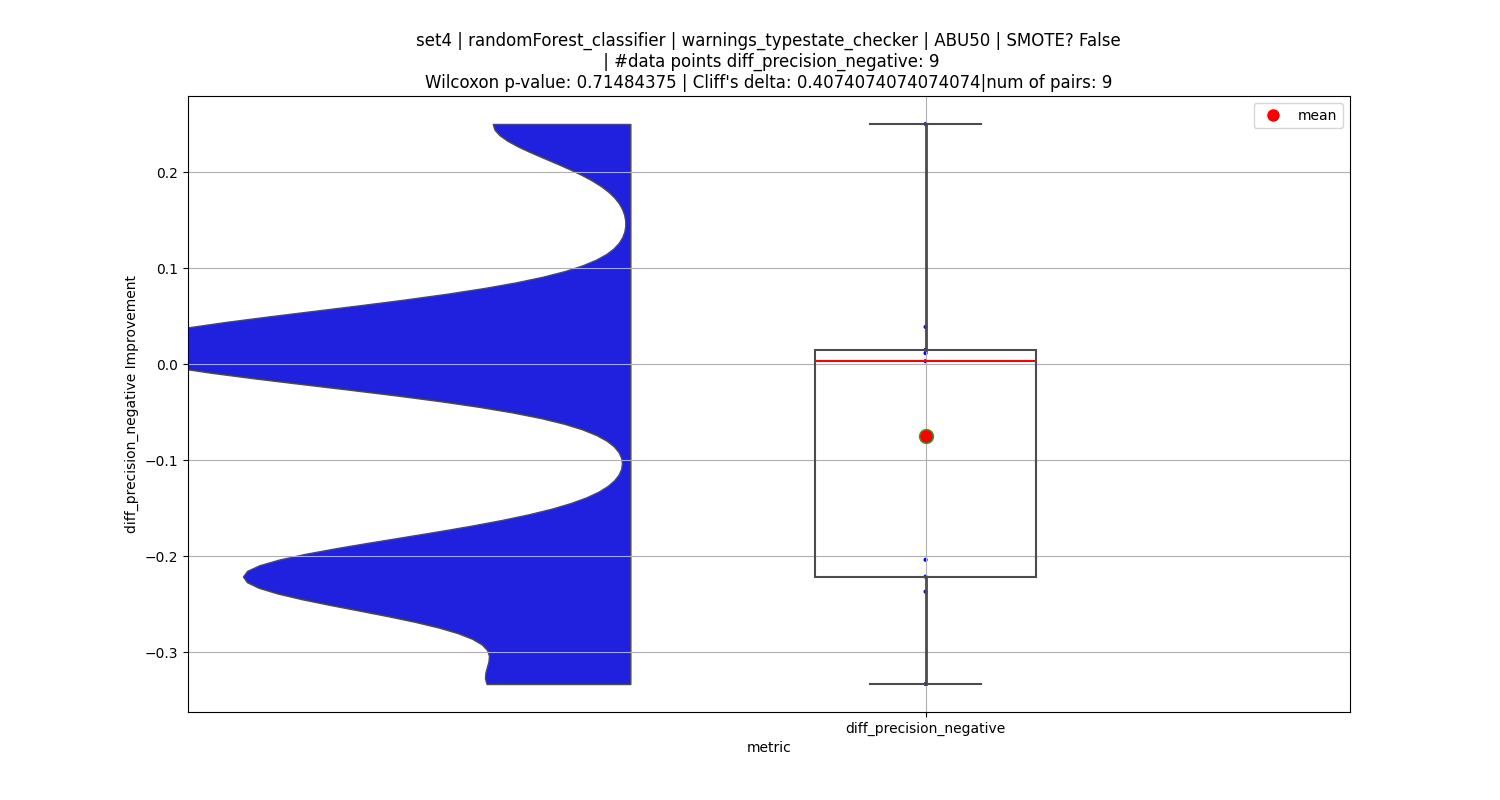 set4 | randomForest_classifier | warnings_typestate_checker | ABU50 | SMOTE? False
| #data points diff_precision_negative: 9
Wilcoxon p-value: 0.71484375 | Cliff's delta: 0.4074074074074074|num of pairs: 9
mean
0.2
0.1
0.0
−0.1
−0.2
−0.3
diff_precision_negative Improvement
diff_precision_negative
metric